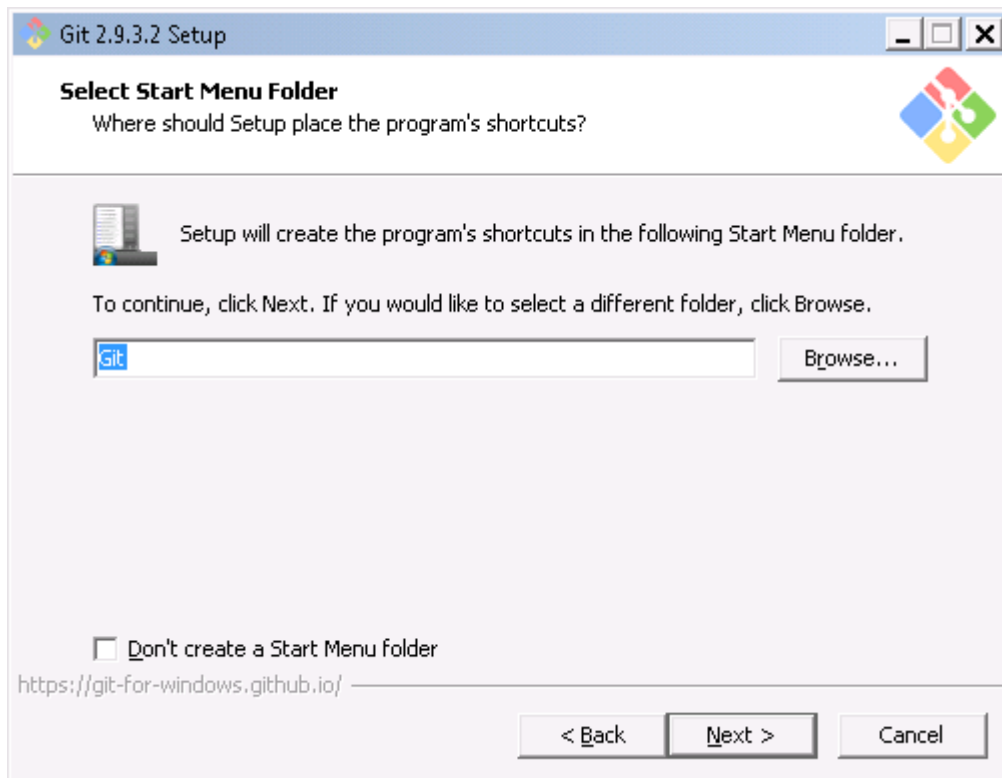 Git 2.9.3.2 Setup
Select Start Menu Folder
Where should Setup place the program's shortcuts?
Setup will create the program's shortcuts in the following Start Menu folder.
To continue, click Next. If you would like to select a different folder, click Browse.
Git
Browse...
Don't create a Start Menu folder
https://git-for-windows.github.io/
< Back
Next >
Cancel